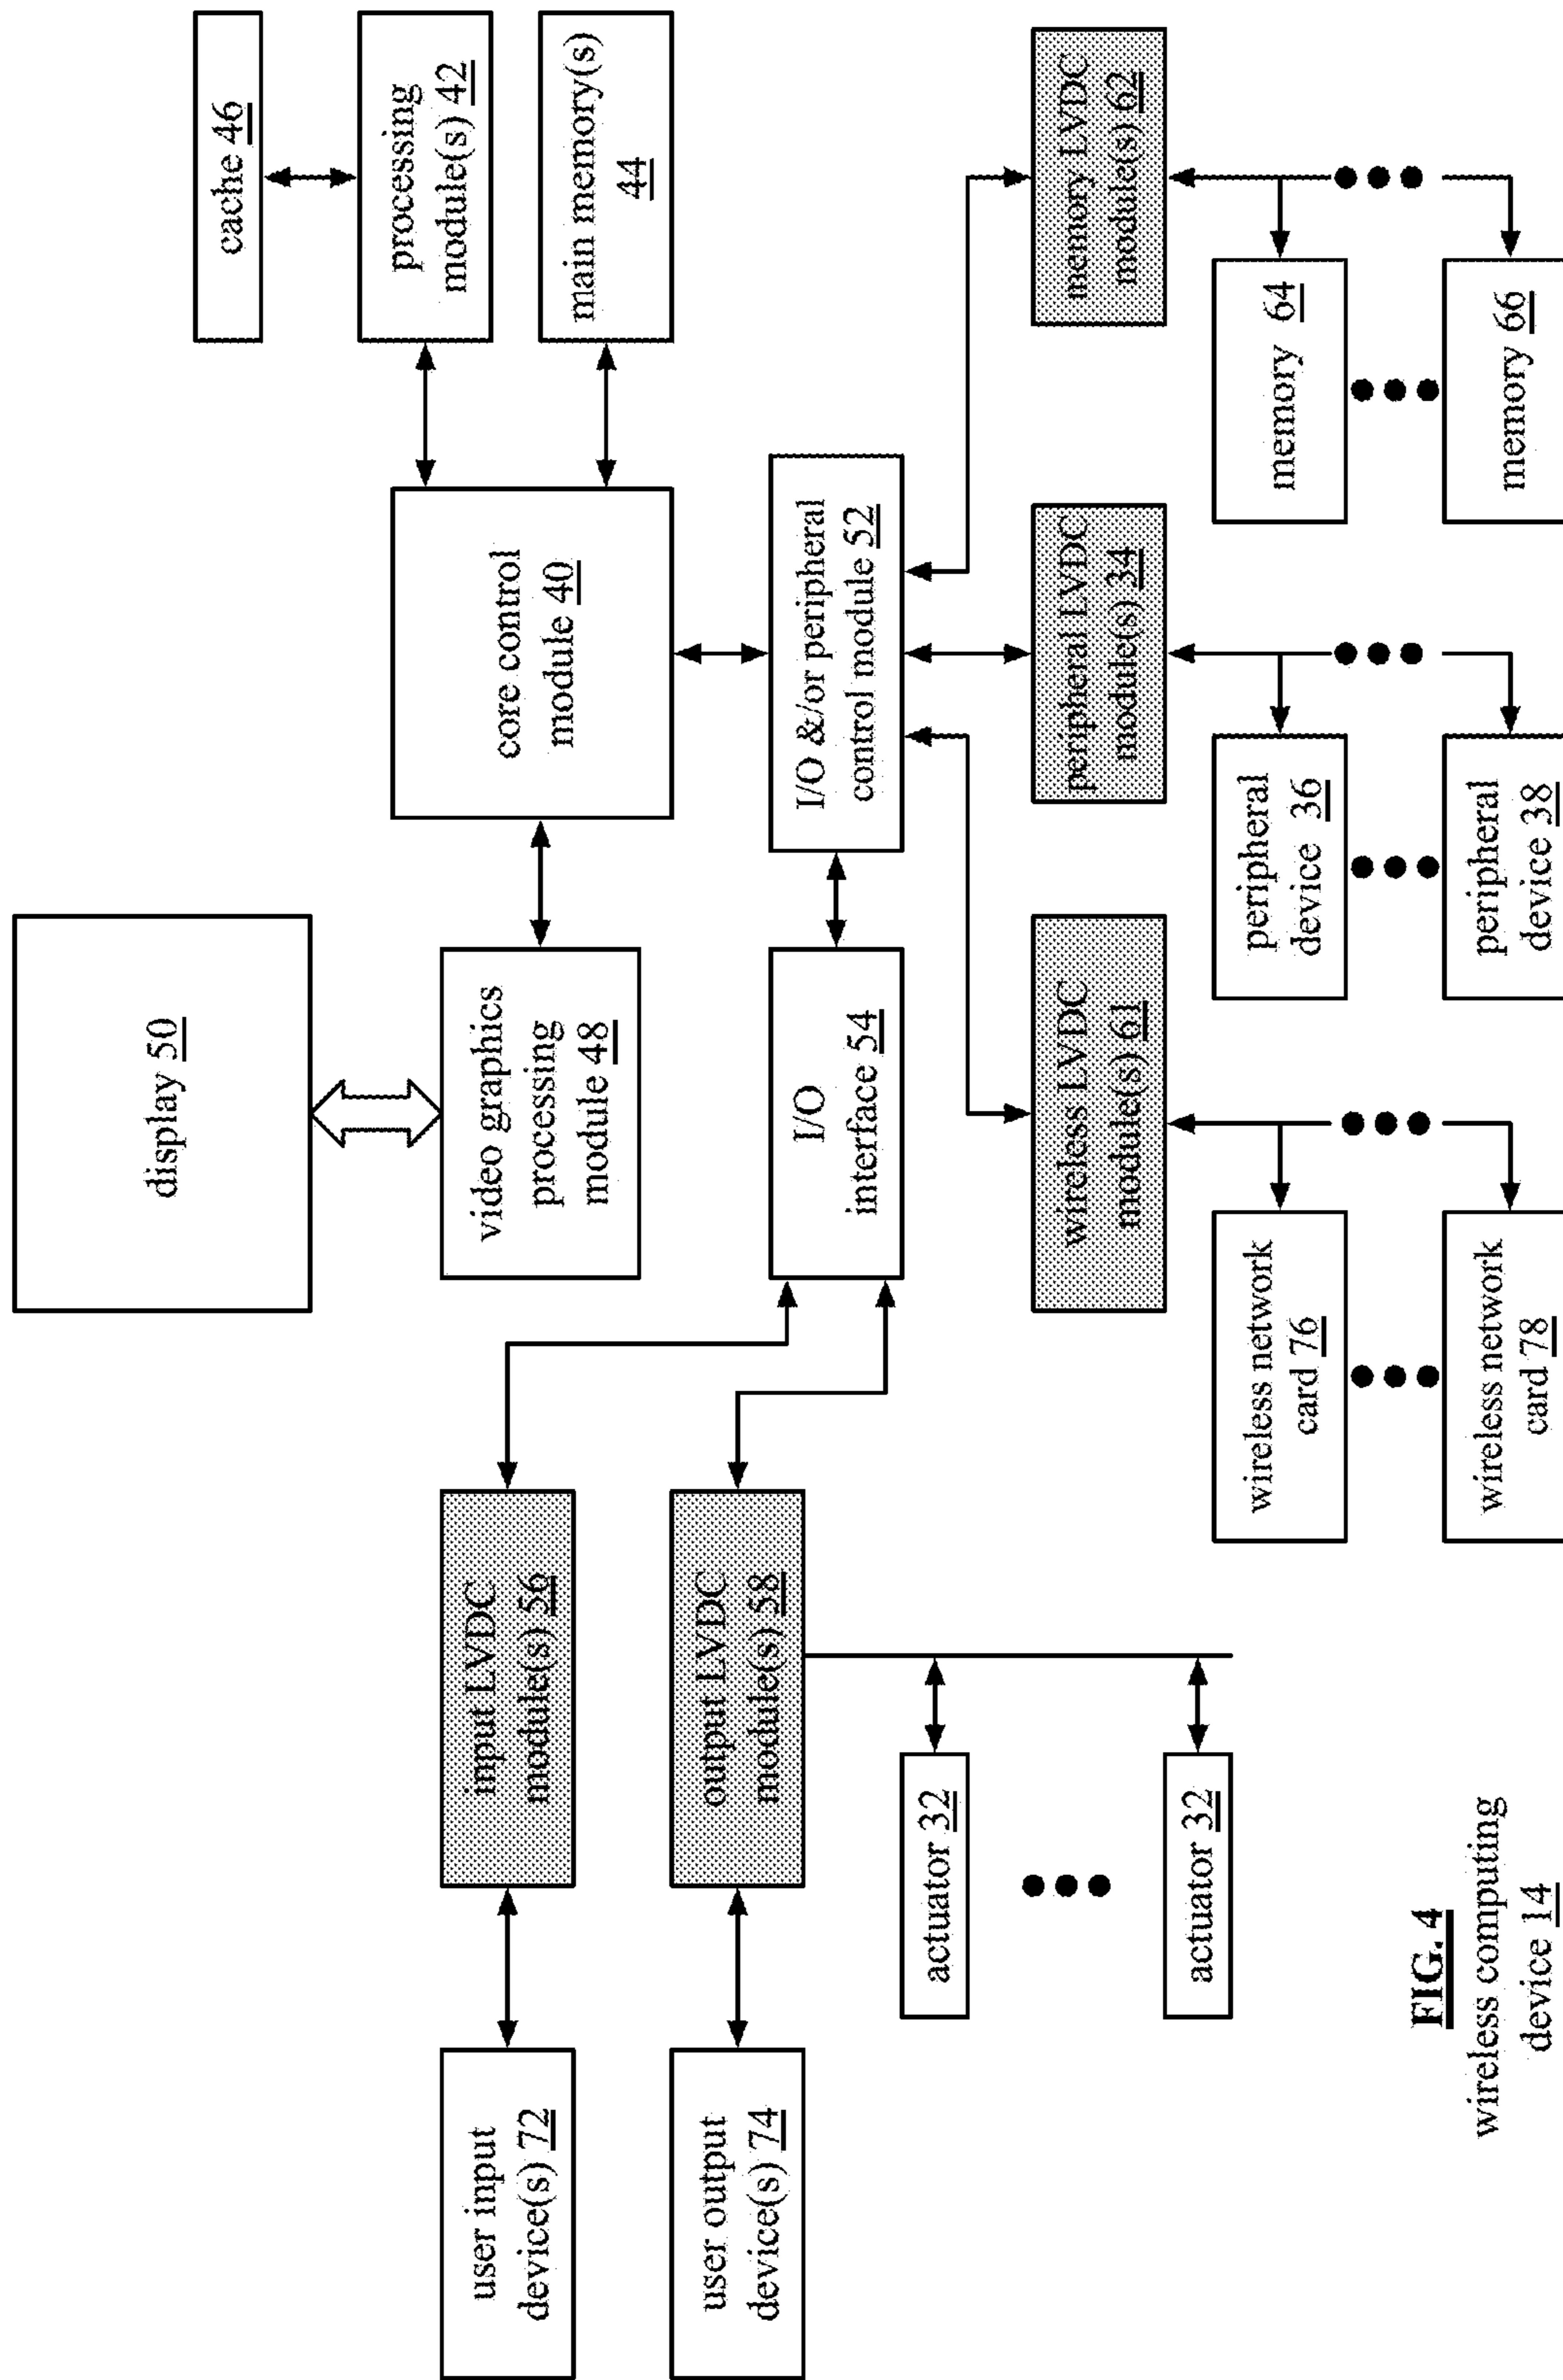 display 50
cache 46
video graphics
processing
module 48
core control
module 40
processing
module(s) 42
main memory(s)
44
user input
device(s) 72
input LVDC
module(s) 56
user output
device(s) 74
output LVDC
module(s) 58
I/O
interface 54
I/O &/or peripheral
control module 52
actuator 32
actuator 32
wireless LVDC
module(s) 61
peripheral LVDC
module(s) 34
memory LVDC
module(s) 62
wireless network
card 76
peripheral
device 36
memory 64
wireless network
card 78
peripheral
device 38
memory 66
FIG. 4
wireless computing
device 14